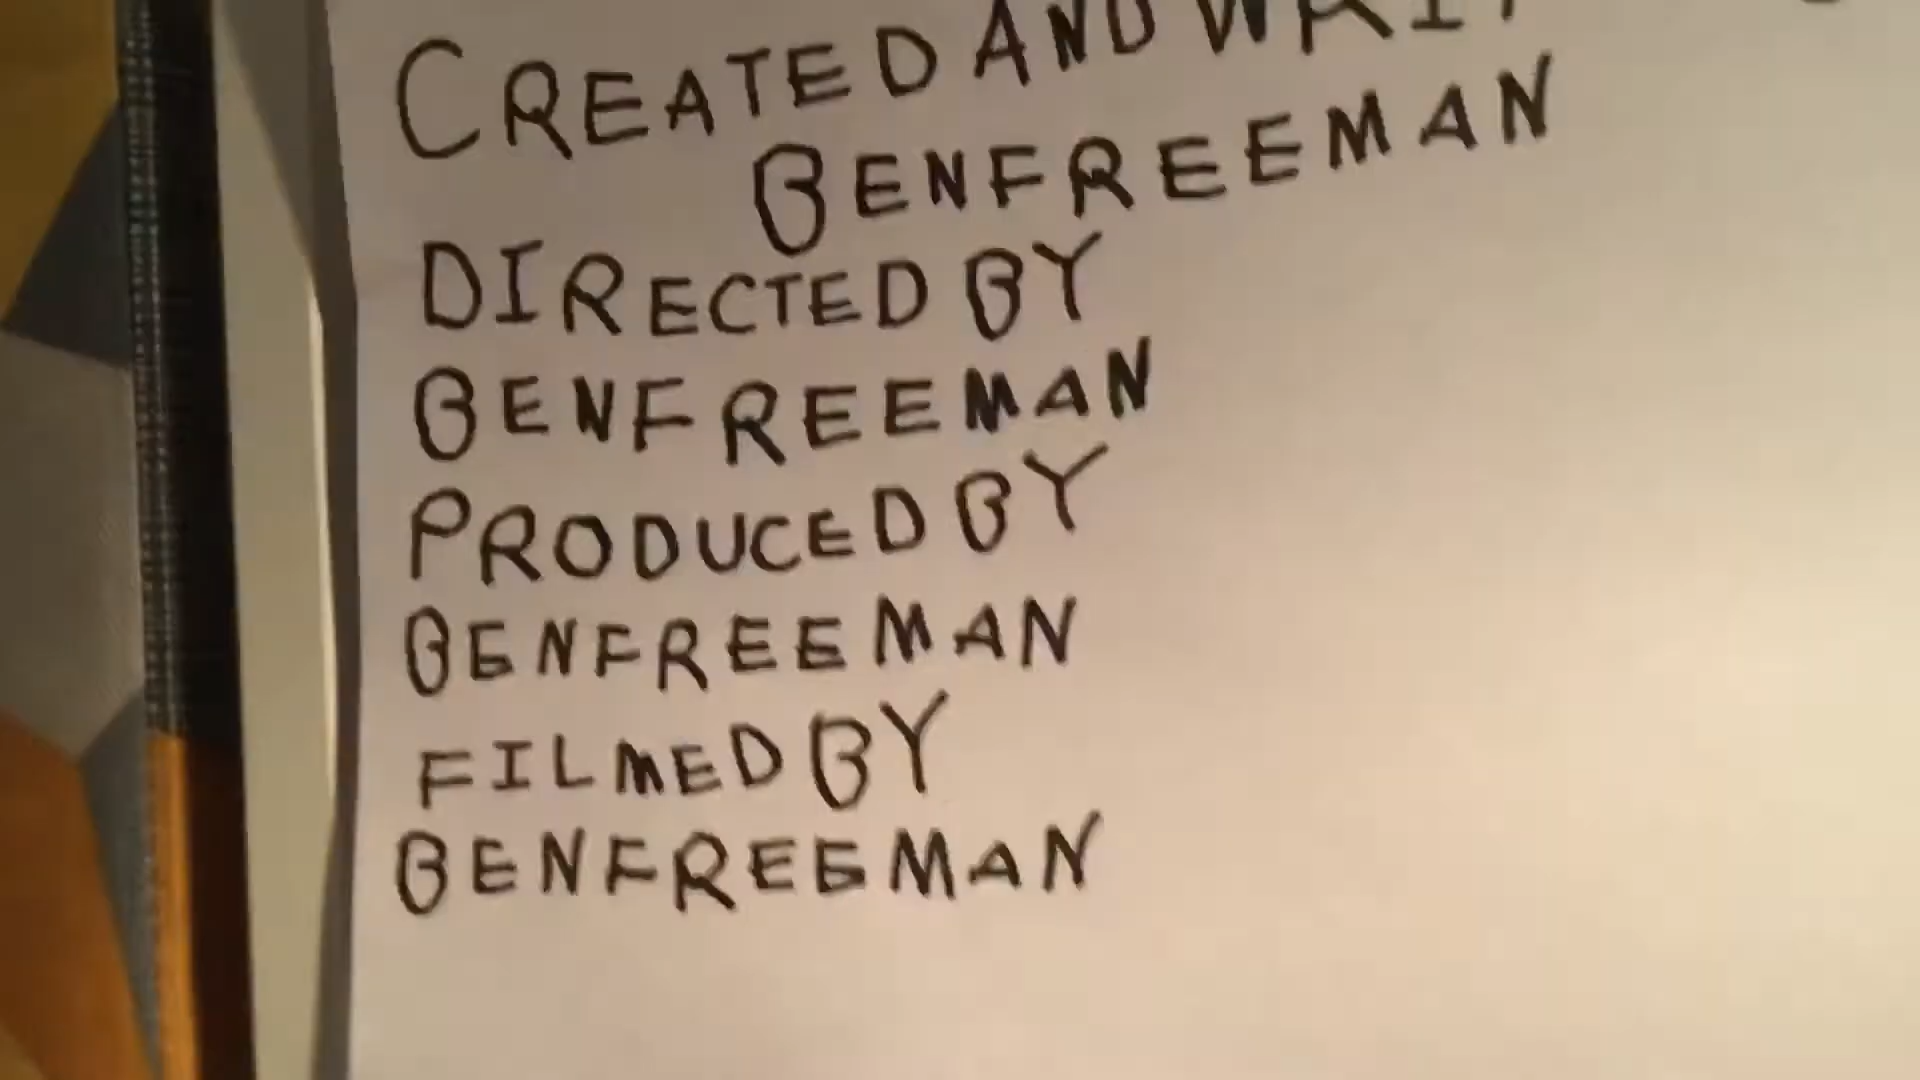 CREATED AND
BENFREEMAN
DIRECTED BY
BENFREEMAN
PRODUCED BY
BENFREEMAN
FILMED BY
BENFREEMAN